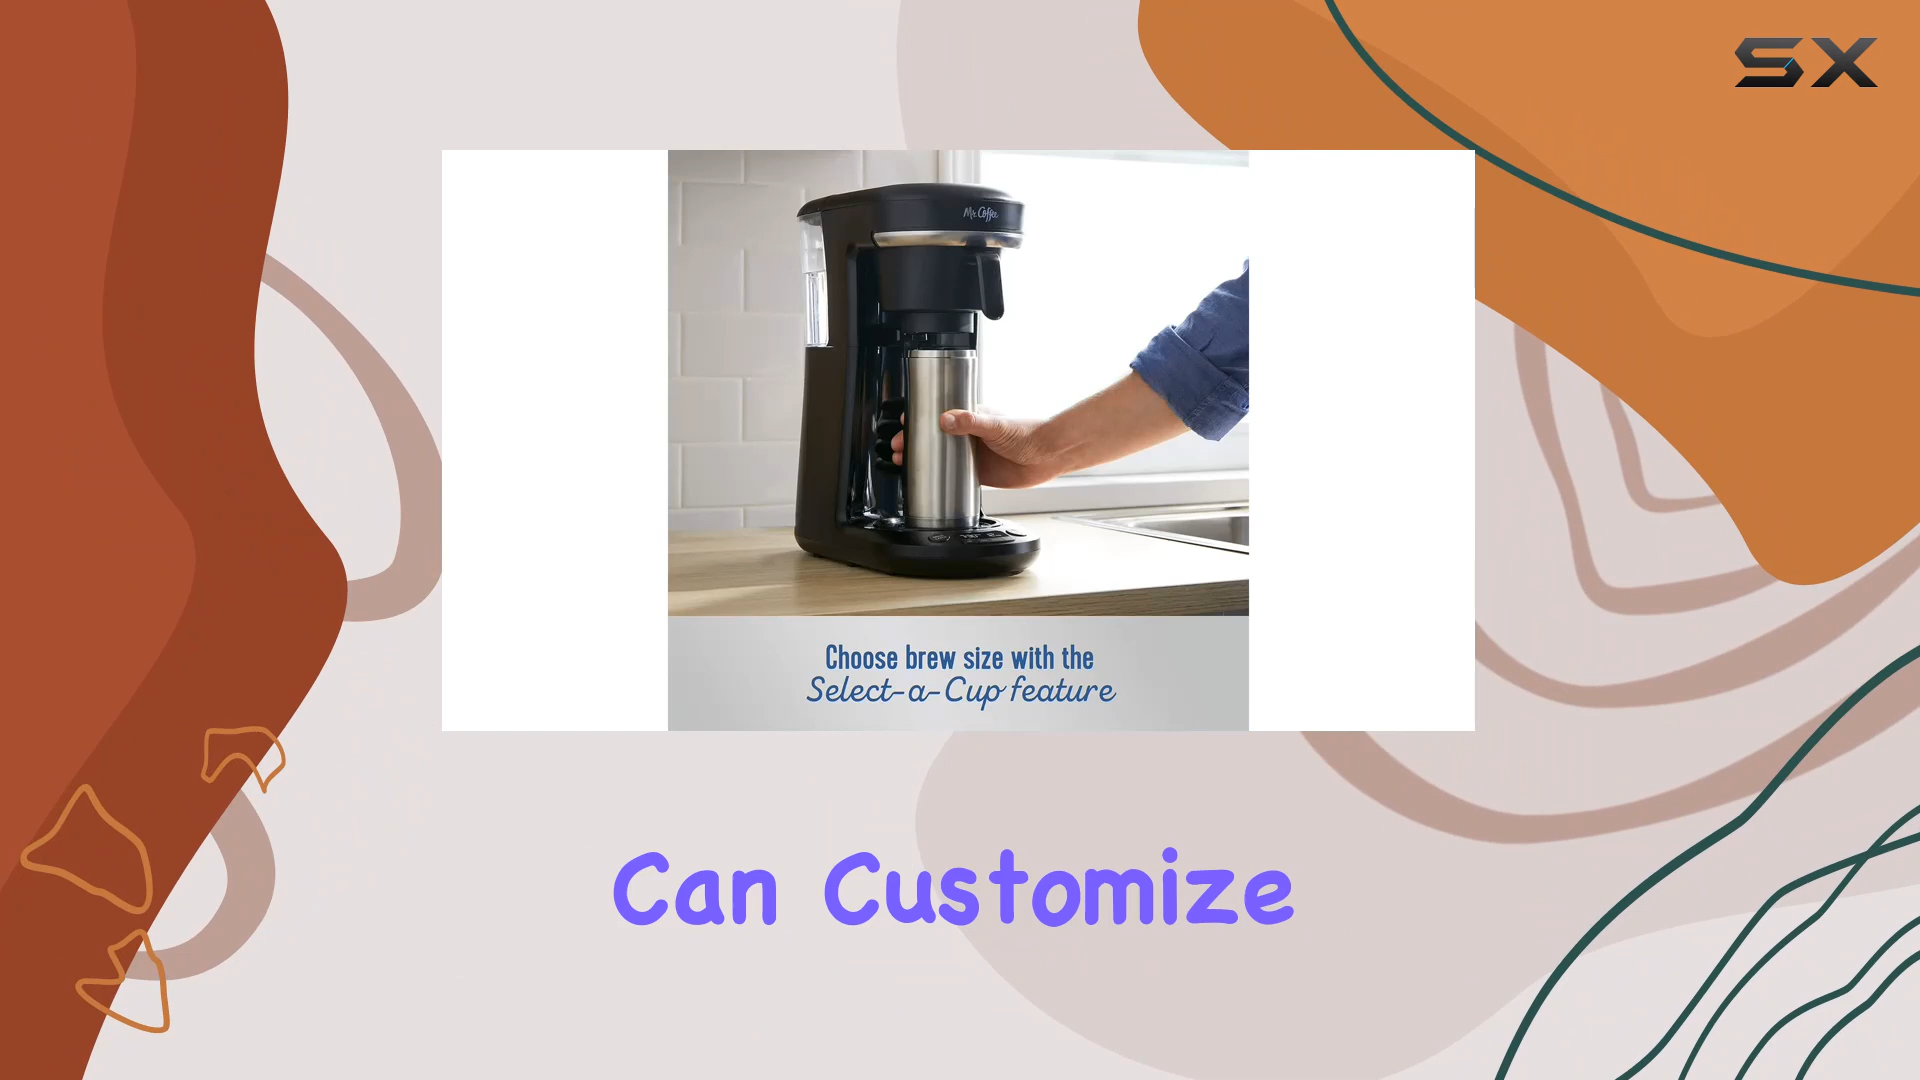 SX
Mr. Coffee
Choose brew size with the
Select-a-Cup feature
Can Customize